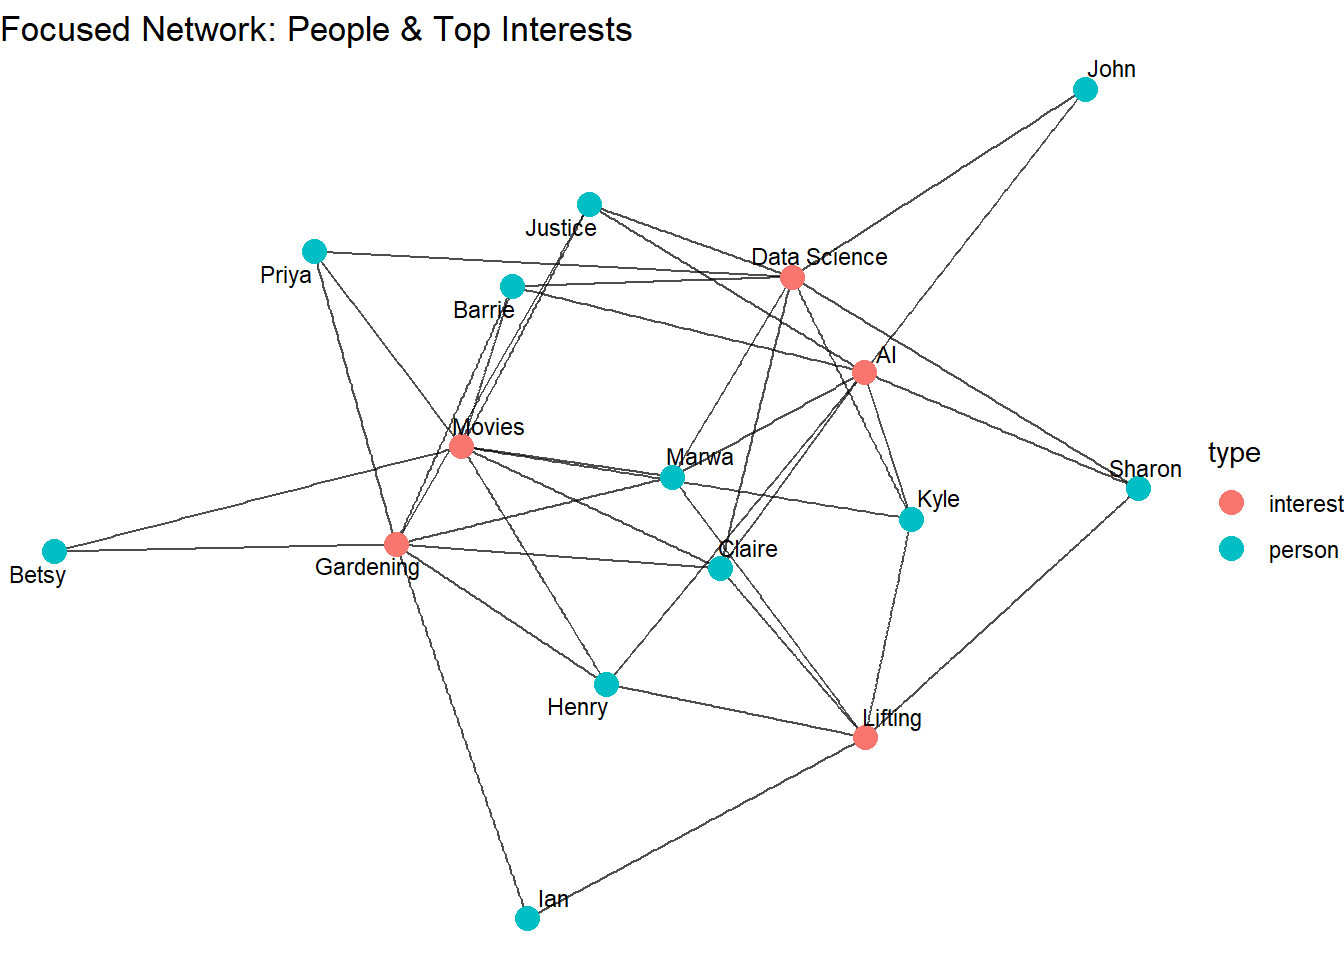 Focused Network: People & Top Interests
John
Justice
Data Science
Priya
Barrie
AI
Movies
Marwa
type
Sharon
Kyle
interest
Claire
person
Betsy
Gardening
Henry
Lifting
Ian